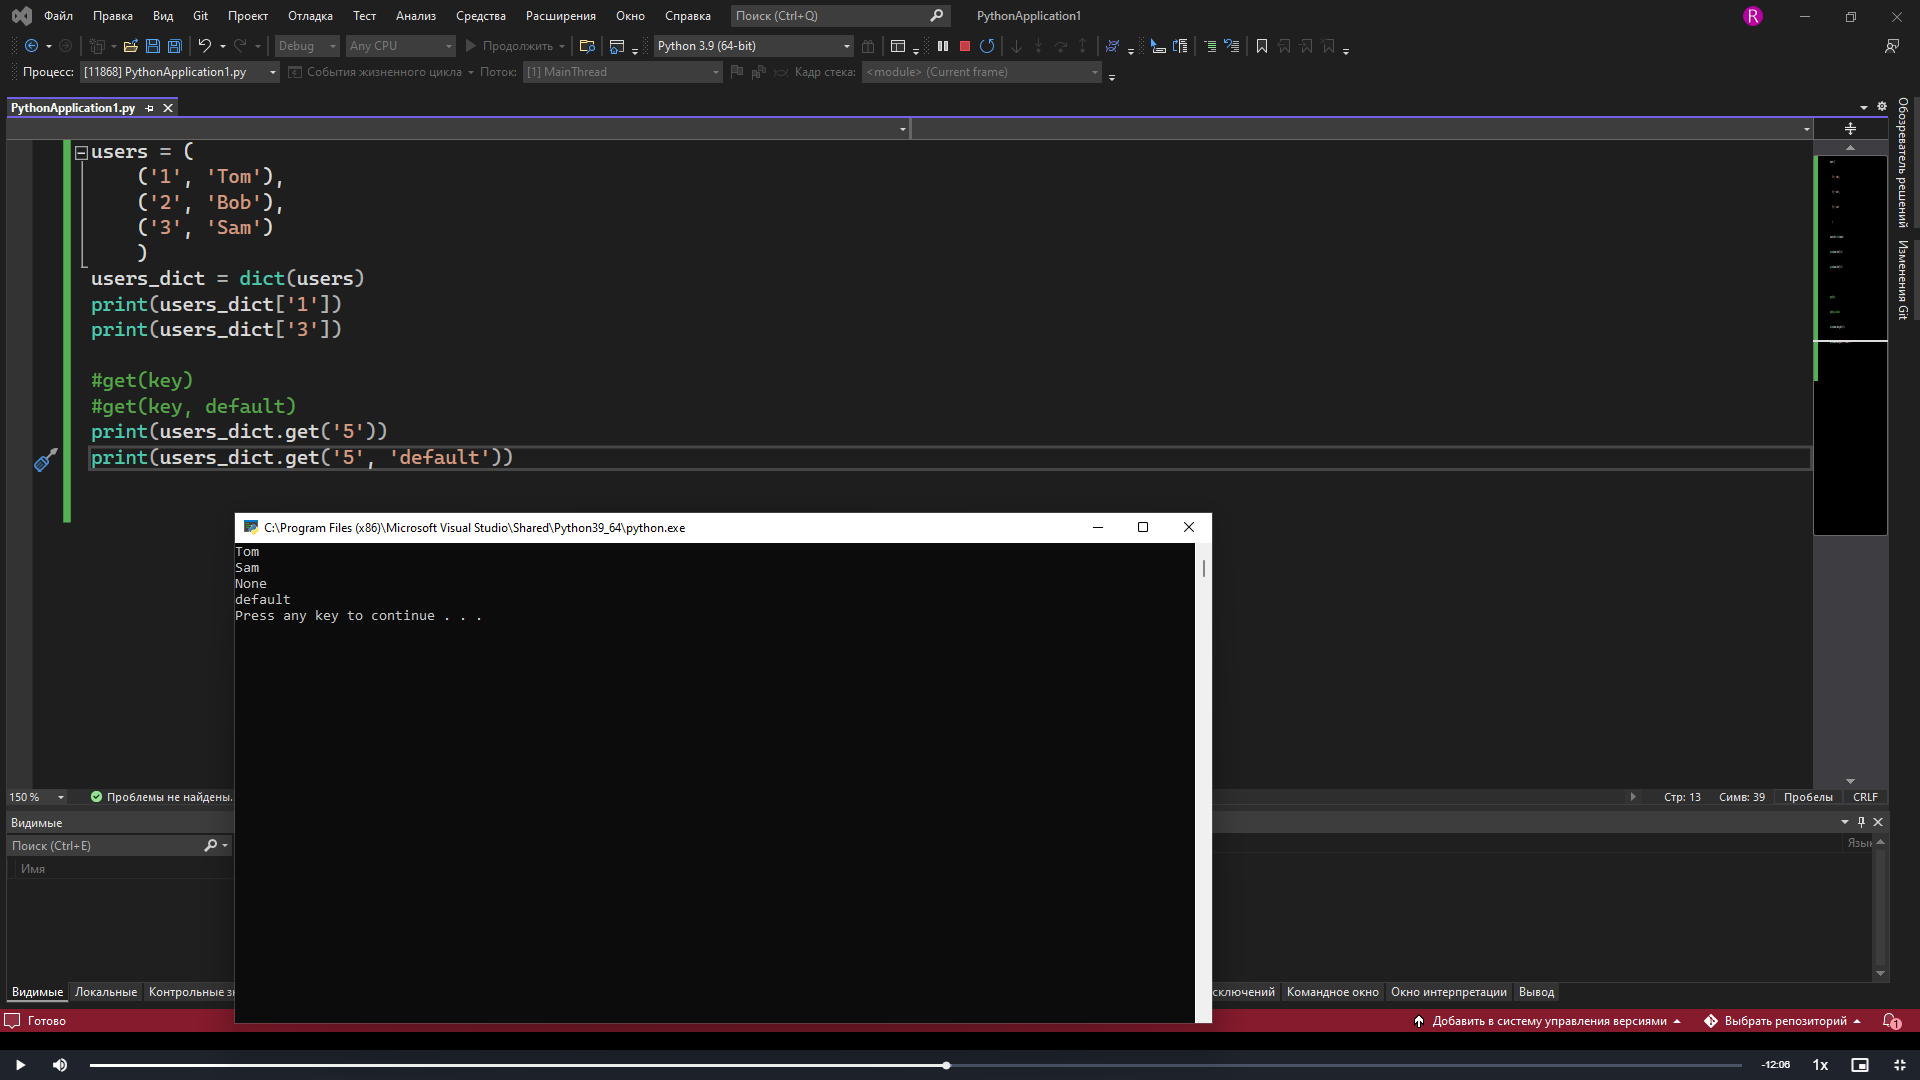 Файл Правка Вид Git Проект Отладка Тест Анализ Средства Расширения Окно Справка Поиск (Ctrl+Q) PythonApplication1 R
Debug Any CPU Продолжить Python 3.9 (64-bit)
Процесс: [11868] PythonApplication1.py События жизненного цикла Поток: [1] MainThread Кадр стека: <module> (Current frame)
PythonApplication1.py
users = (
('1', 'Tom'),
('2', 'Bob'),
('3', 'Sam')
)
users_dict = dict(users)
print(users_dict['1'])
print(users_dict['3'])
#get(key)
#get(key, default)
print(users_dict.get('5'))
print(users_dict.get('5', 'default'))
Обозреватель решений
Изменения Git
C:\Program Files (x86)\Microsoft Visual Studio\Shared\Python39_64\python.exe
Tom
Sam
None
default
Press any key to continue . . .
150 % Проблемы не найдены. Стр: 13 Симв: 39 Пробелы CRLF
Видимые
Поиск (Ctrl+E)
Имя
Язык
Видимые Локальные Контрольные зн сключений Командное окно Окно интерпретации Вывод
Готово Добавить в систему управления версиями Выбрать репозиторий 1
-12:06 1x